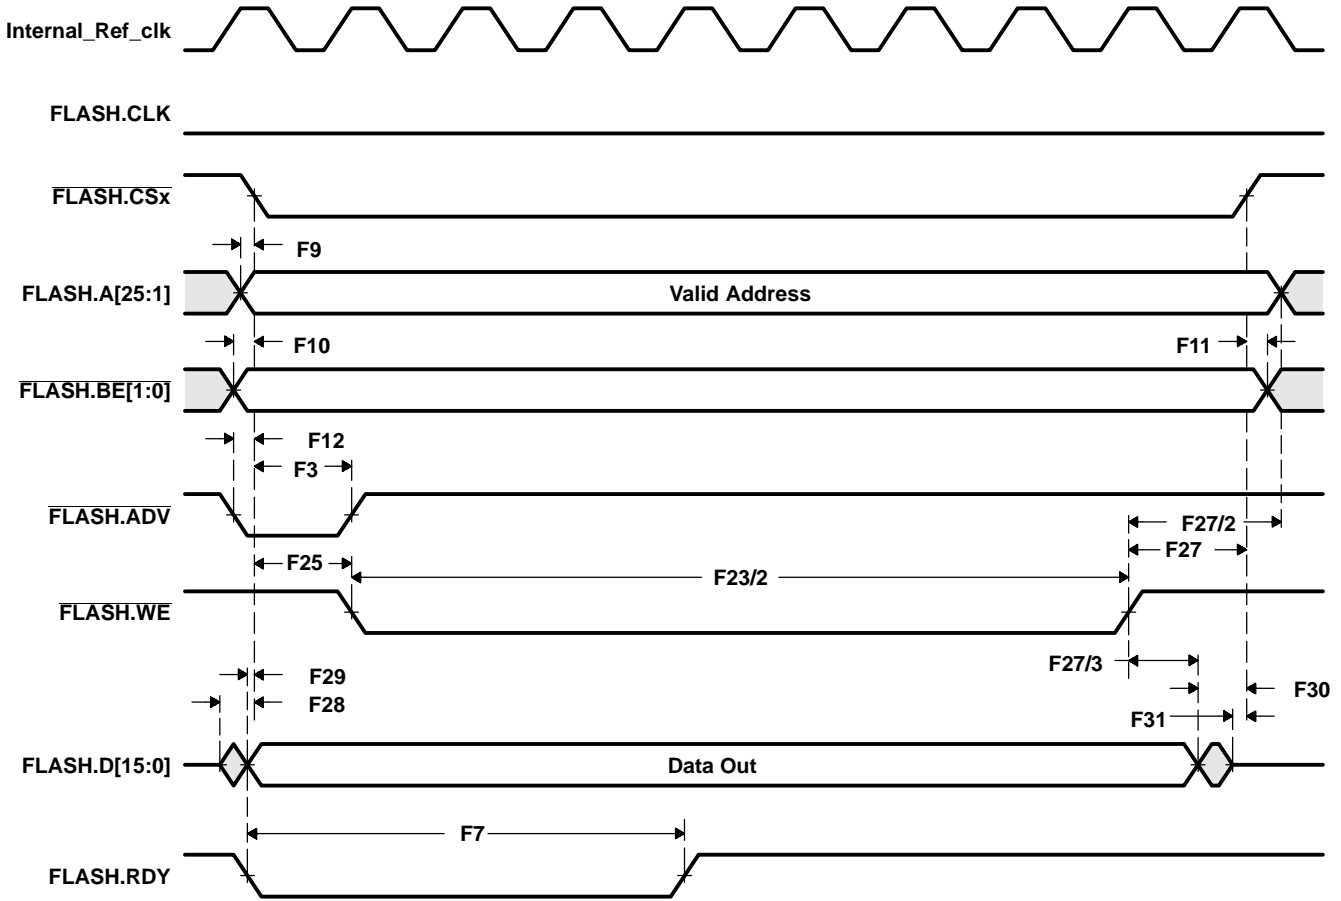 Internal_Ref_clk
FLASH.CLK
FLASH.CSx
F9
FLASH.A[25:1]
Valid Address
F10
F11
FLASH.BE[1:0]
F12
F3
FLASH.ADV
F27/2
F25
F27
F23/2
FLASH.WE
F27/3
F29
F30
F28
F31
FLASH.D[15:0]
Data Out
F7
FLASH.RDY